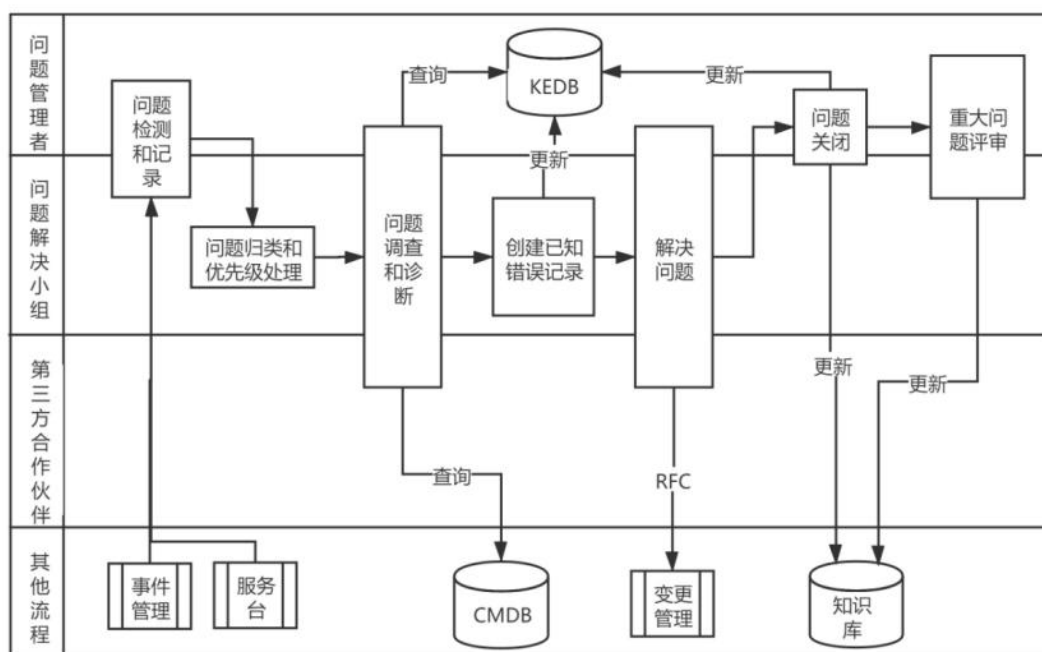 问题管理者
问题
检测
和记
录
查询
KEDB
更新
问题
关闭
重大问
题评审
更新
问题解决小组
问题归类和
优先级处理
问题
调查
和诊
断
创建已知
错误记录
解决
问题
第三方合作伙伴
更新
更新
查询
RFC
其他流程
事件
管理
服务
台
CMDB
变更
管理
知识
库